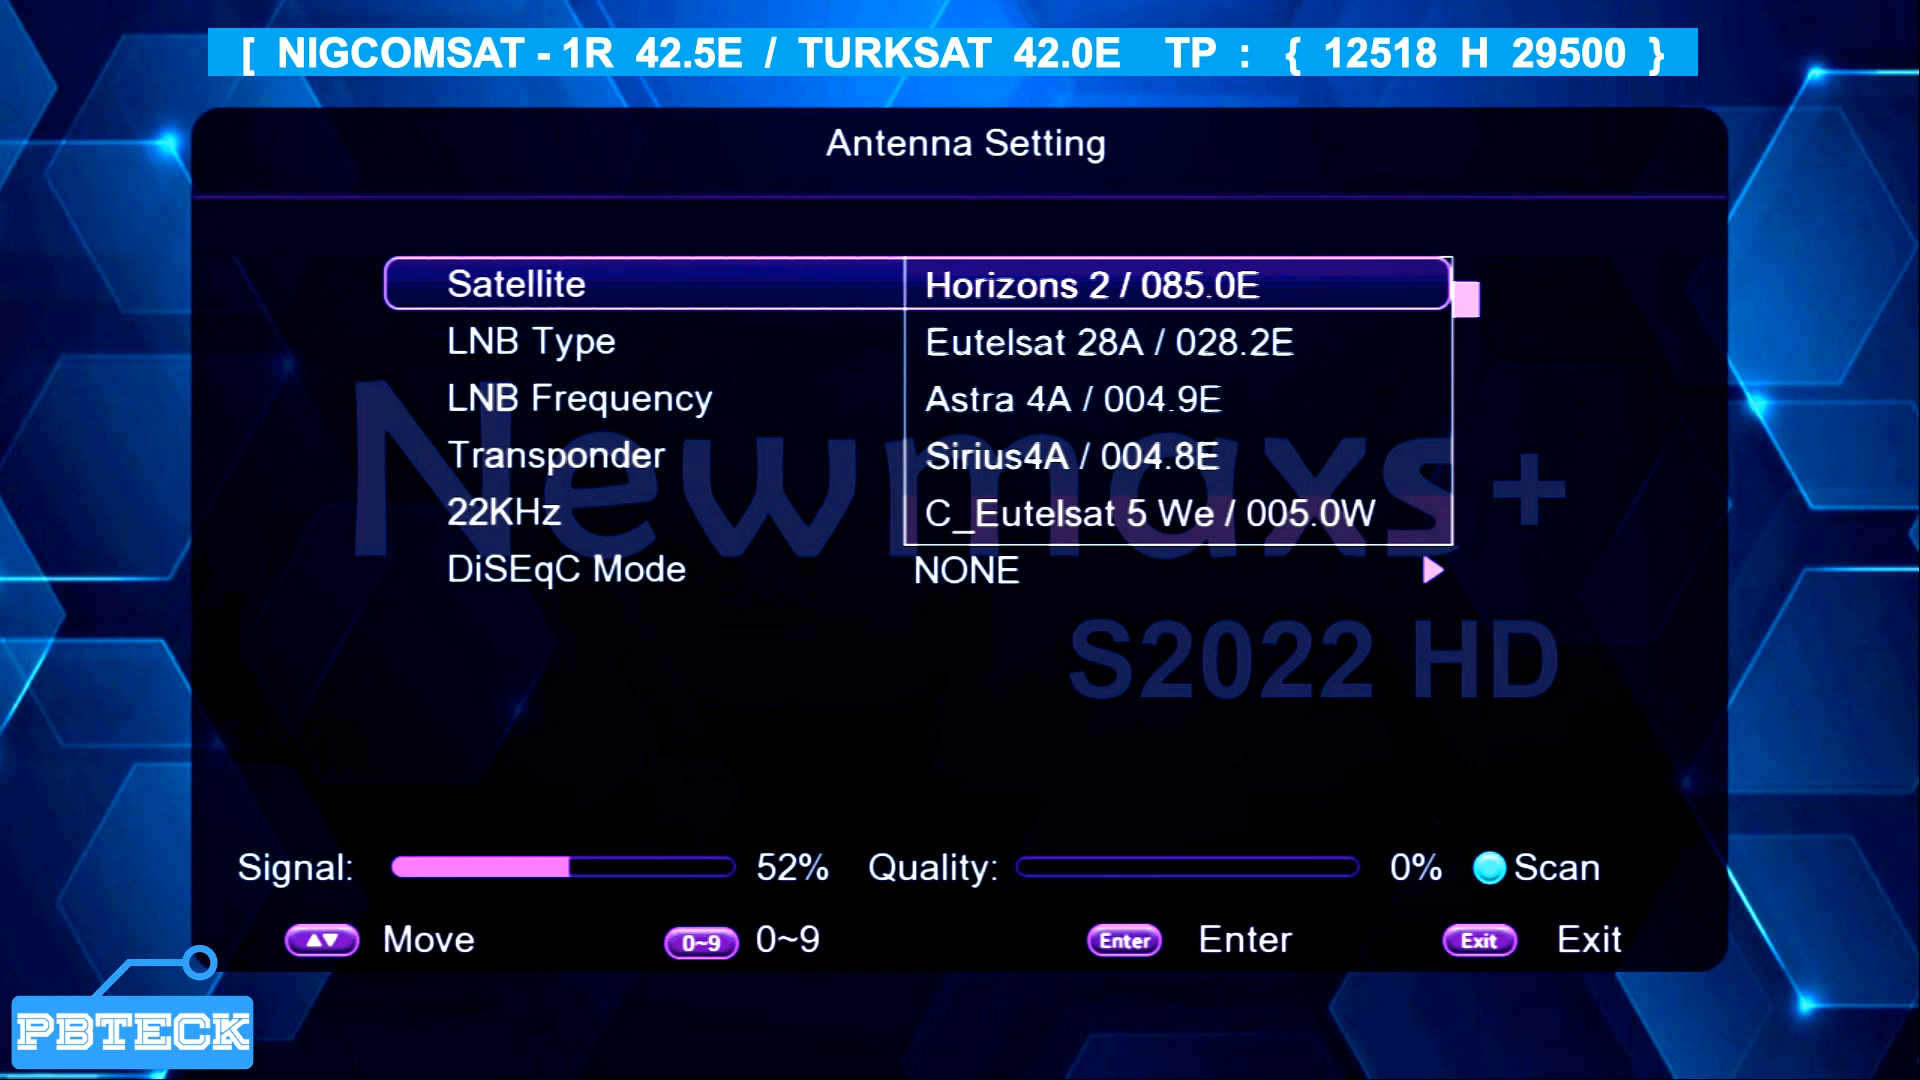 [ NIGCOMSAT - 1R 42.5E / TURKSAT 42.0E TP : { 12518 H 29500 }
Antenna Setting
Satellite Horizons 2 / 085.0E
LNB Type Eutelsat 28A / 028.2E
LNB Frequency Astra 4A / 004.9E
Transponder Sirius4A / 004.8E
22KHz C_Eutelsat 5 We / 005.0W
DiSEqC Mode NONE
Newmaxs+
S2022 HD
Signal: 52% Quality: 0% Scan
Move 0~9 0~9 Enter Enter Exit Exit
PBTECK